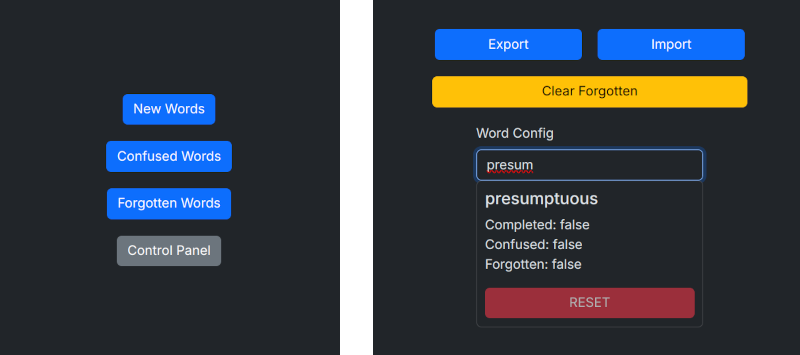 New Words
Confused Words
Forgotten Words
Control Panel
Export
Import
Clear Forgotten
Word Config
presum
presumptuous
Completed: false
Confused: false
Forgotten: false
RESET